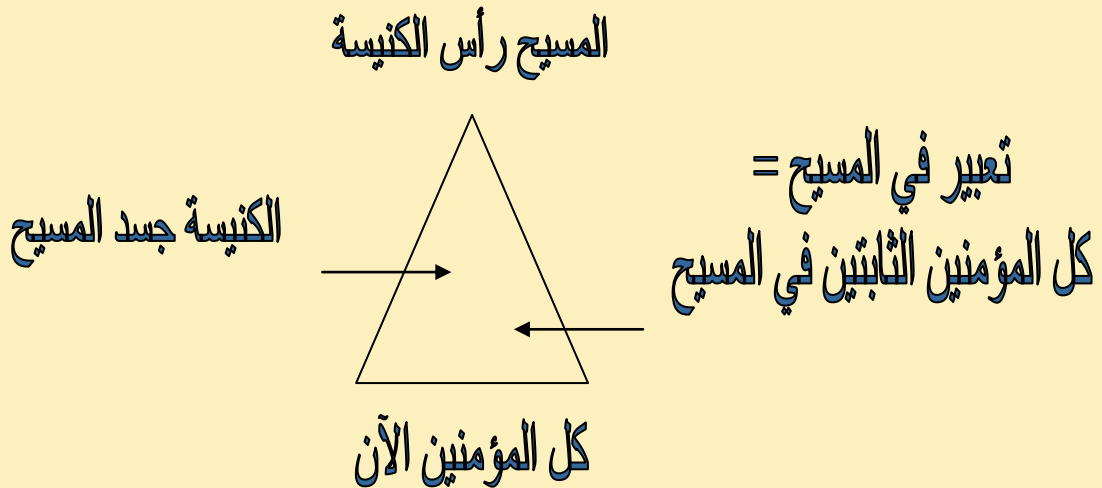 المسيح رأس الكنيسة
تعبير في المسيح =
كل المؤمنين الثابتين في المسيح
الكنيسة جسد المسيح
كل المؤمنين الآن